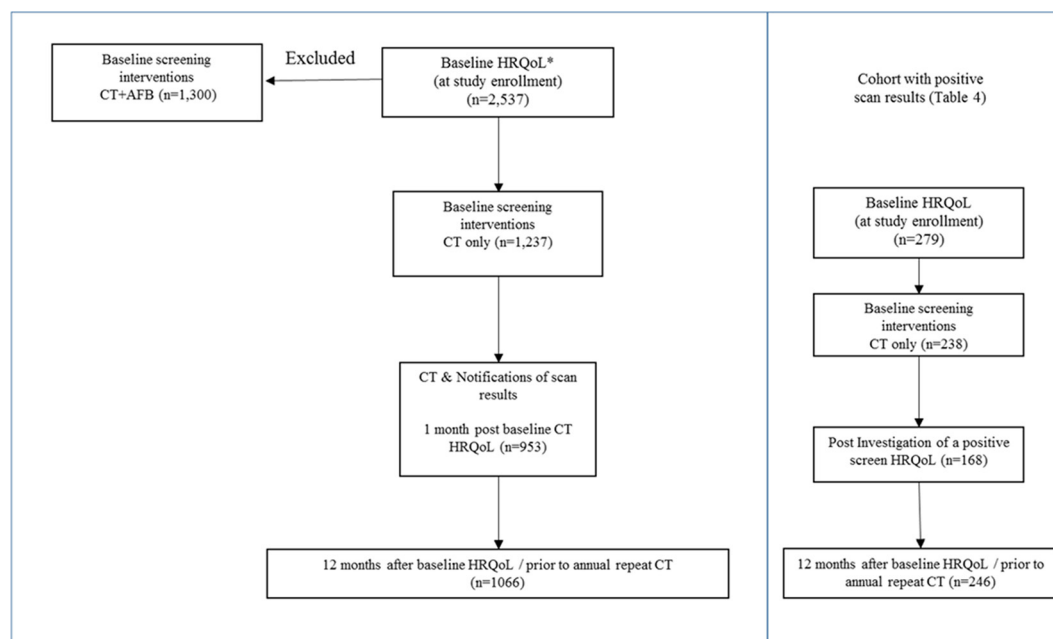 Baseline screening
interventions
CT+AFB (n=1,300)
Excluded
Baseline HRQoL*
(at study enrollment)
(n=2,537)
Baseline screening
interventions
CT only (n=1,237)
CT & Notifications of scan
results
1 month post baseline CT
HRQoL (n=953)
12 months after baseline HRQoL / prior to annual repeat CT
(n=1066)
Cohort with positive
scan results (Table 4)
Baseline HRQoL
(at study enrollment)
(n=279)
Baseline screening
interventions
CT only (n=238)
Post Investigation of a positive
screen HRQoL (n=168)
12 months after baseline HRQoL / prior to
annual repeat CT (n=246)